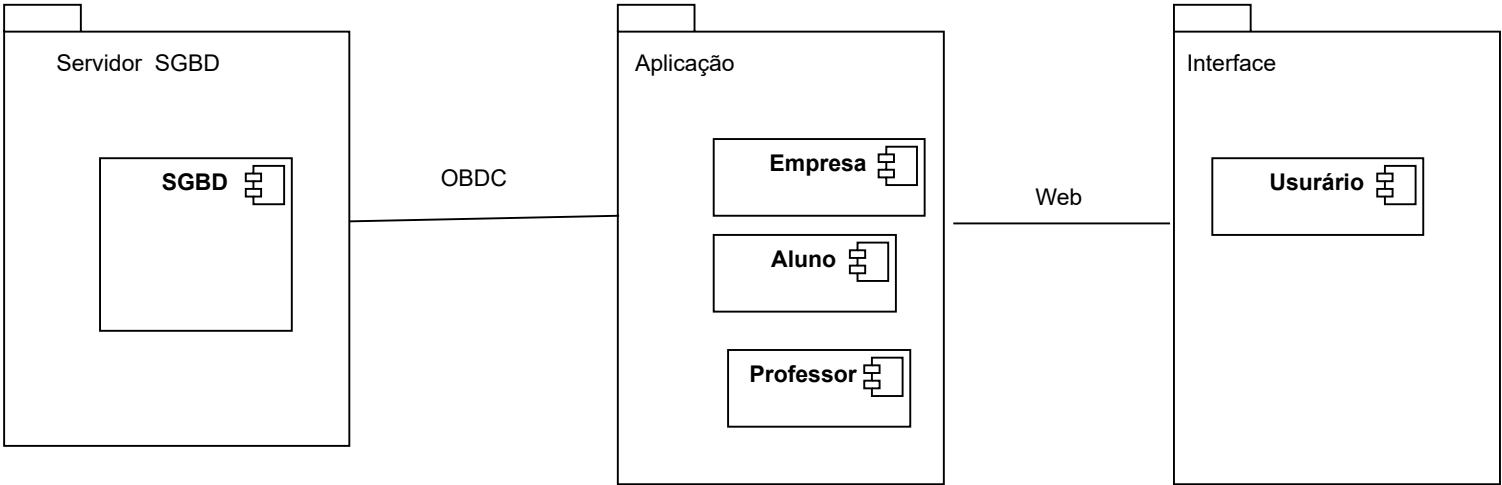 Servidor  SGBD
SGBD
OBDC
Aplicação
Empresa
Aluno
Professor
Web
Interface
Usurário